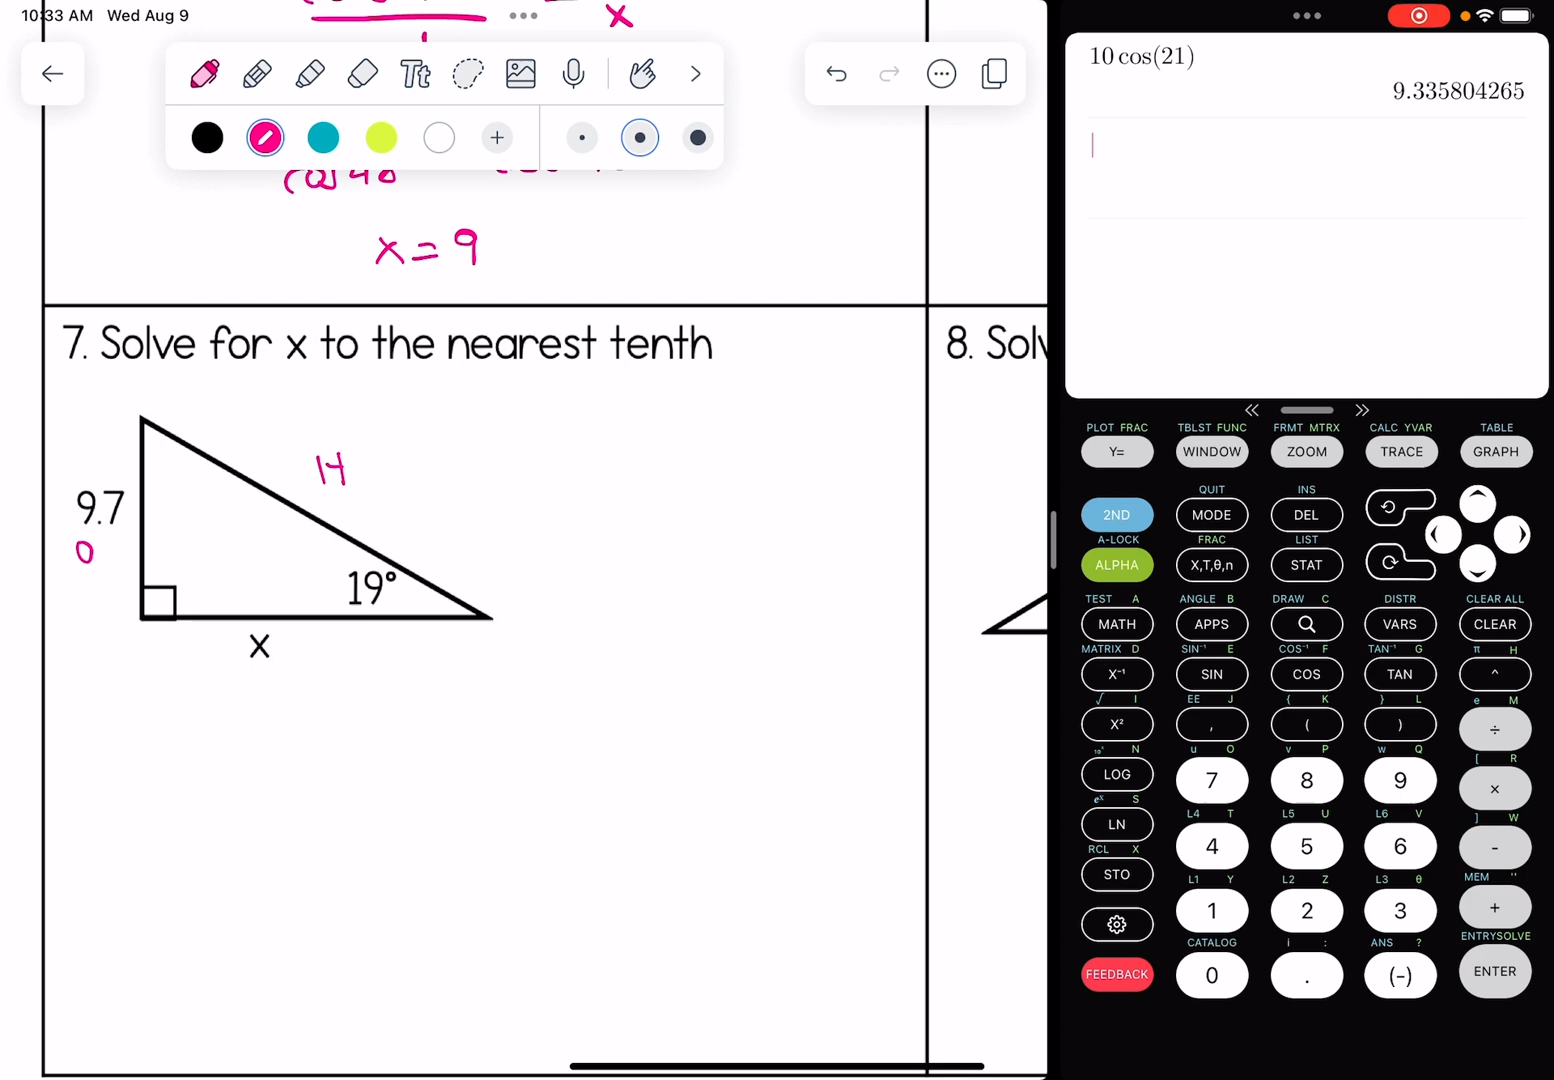 10:33 AM Wed Aug 9
x
Tt
cos 48
x = 9
7. Solve for x to the nearest tenth
8. Solv
H
9.7
O
19°
x
10 cos(21)
9.335804265
PLOT FRAC TBLST FUNC FRMT MTRX CALC YVAR TABLE
Y= WINDOW ZOOM TRACE GRAPH
QUIT INS
2ND MODE DEL
A-LOCK FRAC LIST
ALPHA X,T,θ,n STAT
TEST A ANGLE B DRAW C DISTR CLEAR ALL
MATH APPS VARS CLEAR
MATRIX D SIN⁻¹ E COS⁻¹ F TAN⁻¹ G π H
X⁻¹ SIN COS TAN ^
√ I EE J { K } L e M
X² , ( ) ÷
10ˣ N u O v P w Q [ R
LOG 7 8 9 ×
eˣ S L4 T L5 U L6 V ] W
LN 4 5 6 -
RCL X L1 Y L2 Z L3 θ MEM "
STO 1 2 3 +
CATALOG i : ANS ? ENTRYSOLVE
FEEDBACK 0 . (-) ENTER